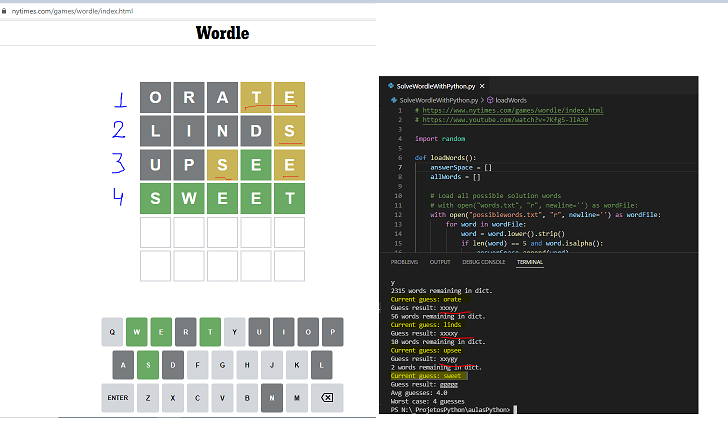 nytimes.com/games/wordle/index.html
Wordle
1 O R A T E
2 L I N D S
3 U P S E E
4 S W E E T
Q W E R T Y U I O P
A S D F G H J K L
ENTER Z X C V B N M
SolveWordleWithPython.py
SolveWordleWithPython.py > loadWords
1 # https://www.nytimes.com/games/wordle/index.html
2 # https://www.youtube.com/watch?v=7Kfg5-JlA30
3
4 import random
5
6 def loadWords():
7 answerSpace = []
8 allWords = []
9
10 # Load all possible solution words
11 # with open("words.txt", "r", newline='') as wordFile:
12 with open("possiblewords.txt", "r", newline='') as wordFile:
13 for word in wordFile:
14 word = word.lower().strip()
15 if len(word) == 5 and word.isalpha():
PROBLEMS OUTPUT DEBUG CONSOLE TERMINAL
y
2315 words remaining in dict.
Current guess: orate
Guess result: xxxyy
56 words remaining in dict.
Current guess: linds
Guess result: xxxxy
10 words remaining in dict.
Current guess: upsee
Guess result: xxygy
2 words remaining in dict.
Current guess: sweet
Guess result: ggggg
Avg guesses: 4.0
Worst case: 4 guesses
PS N:\_ProjetosPython\aulasPython>